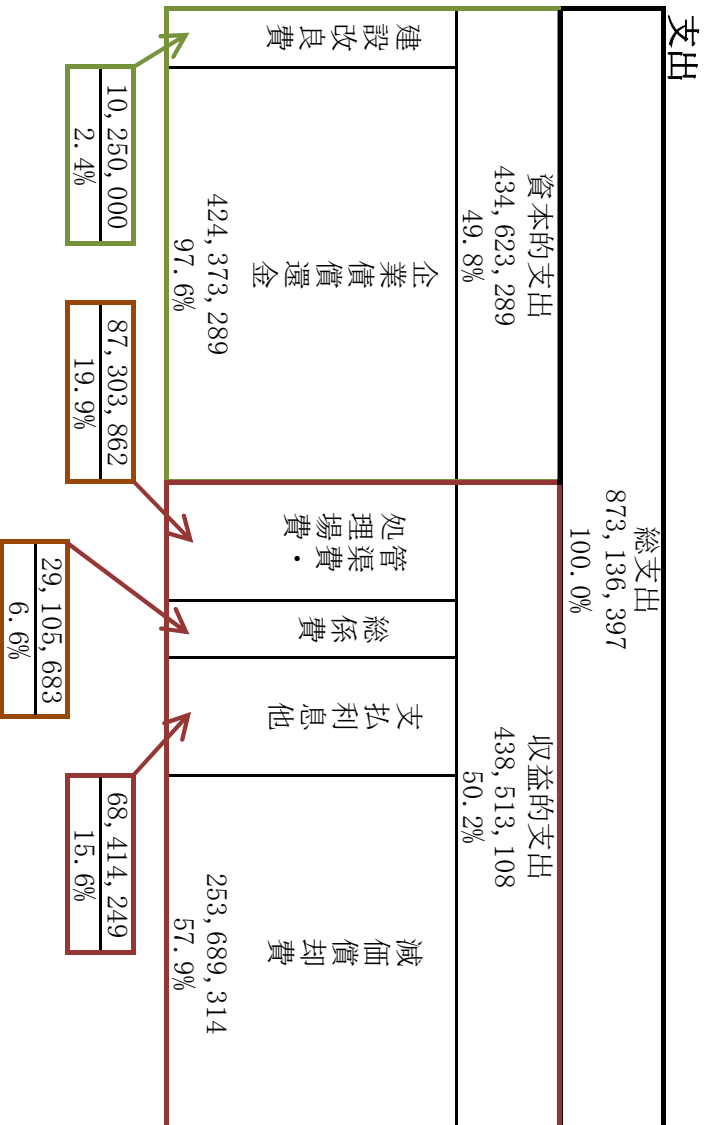 支出
総支出
873,136,397
100.0%
資本的支出
434,623,289
49.8%
収益的支出
438,513,108
50.2%
建設改良費
企業債償還金
424,373,289
97.6%
管渠費・
処理場費
総係費
支払利息他
減価償却費
253,689,314
57.9%
10,250,000
2.4%
87,303,862
19.9%
29,105,683
6.6%
68,414,249
15.6%